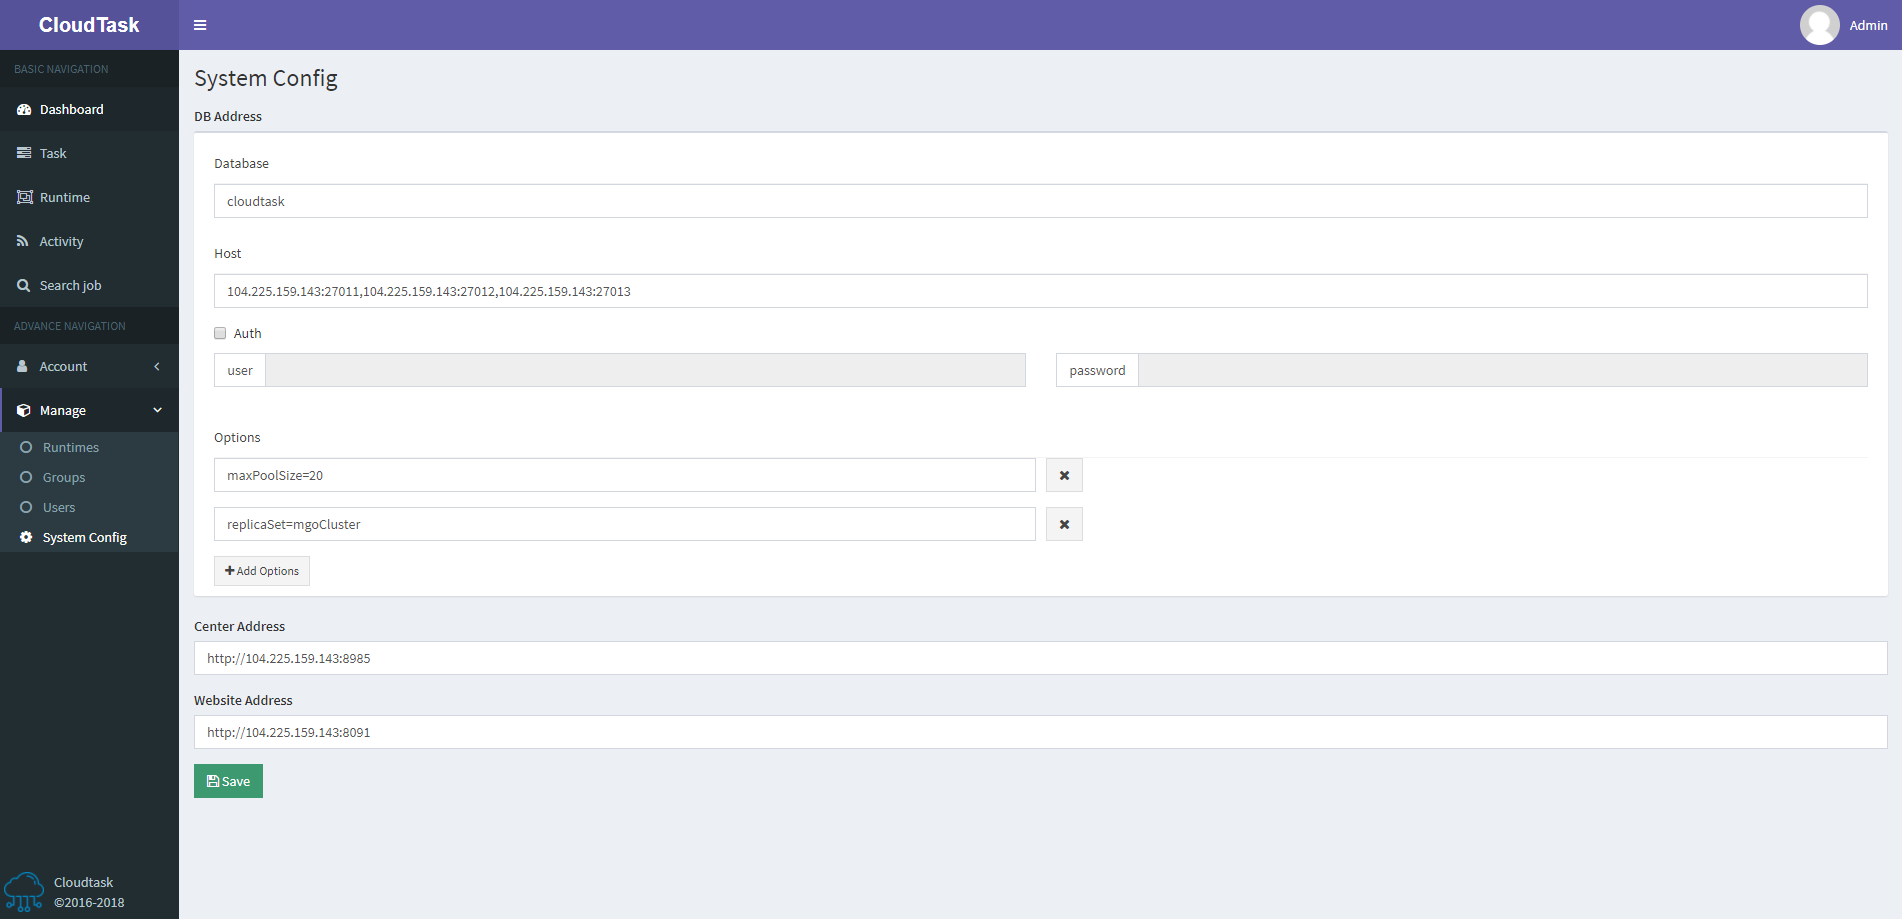 CloudTask
Admin
BASIC NAVIGATION
Dashboard
Task
Runtime
Activity
Search job
ADVANCE NAVIGATION
Account
Manage
Runtimes
Groups
Users
System Config
Cloudtask
©2016-2018
System Config
DB Address
Database
cloudtask
Host
104.225.159.143:27011,104.225.159.143:27012,104.225.159.143:27013
Auth
user
password
Options
maxPoolSize=20
replicaSet=mgoCluster
Add Options
Center Address
http://104.225.159.143:8985
Website Address
http://104.225.159.143:8091
Save